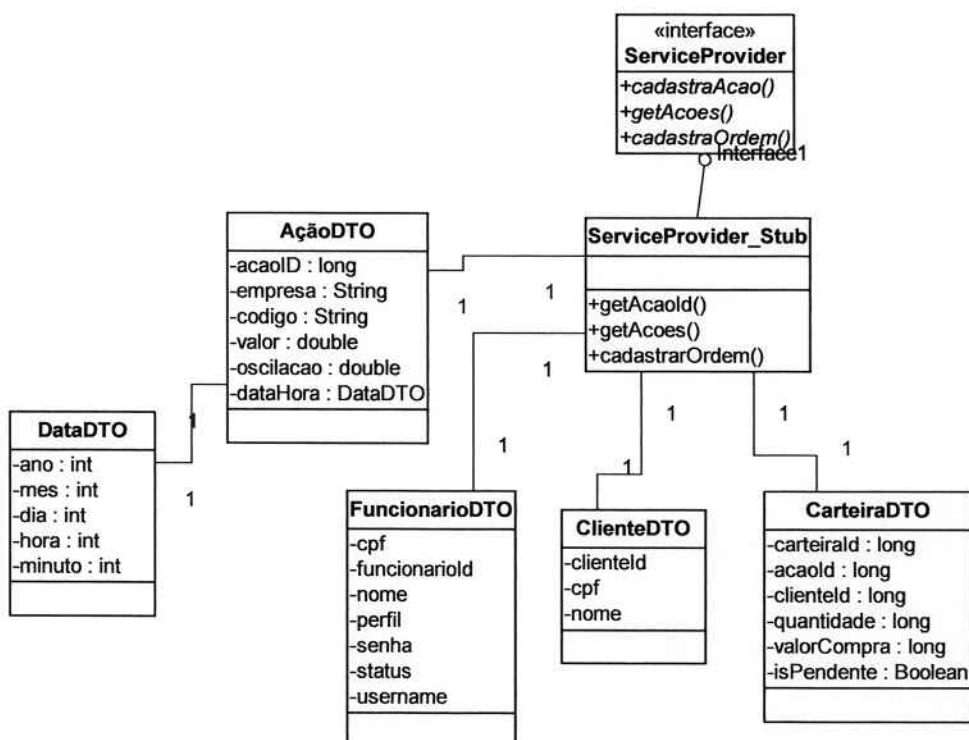 «interface»
ServiceProvider
+cadastraAcao()
+getAcoes()
+cadastraOrdem()
Interface1
AçãoDTO
-acaoID : long
-empresa : String
-codigo : String
-valor : double
-oscilacao : double
-dataHora : DataDTO
ServiceProvider_Stub
+getAcaoId()
+getAcoes()
+cadastrarOrdem()
1
1
1
1
1
1
1
1
1
1
DataDTO
-ano : int
-mes : int
-dia : int
-hora : int
-minuto : int
FuncionarioDTO
-cpf
-funcionarioId
-nome
-perfil
-senha
-status
-username
ClienteDTO
-clienteId
-cpf
-nome
CarteiraDTO
-carteiraId : long
-acaoId : long
-clienteId : long
-quantidade : long
-valorCompra : long
-isPendente : Boolean